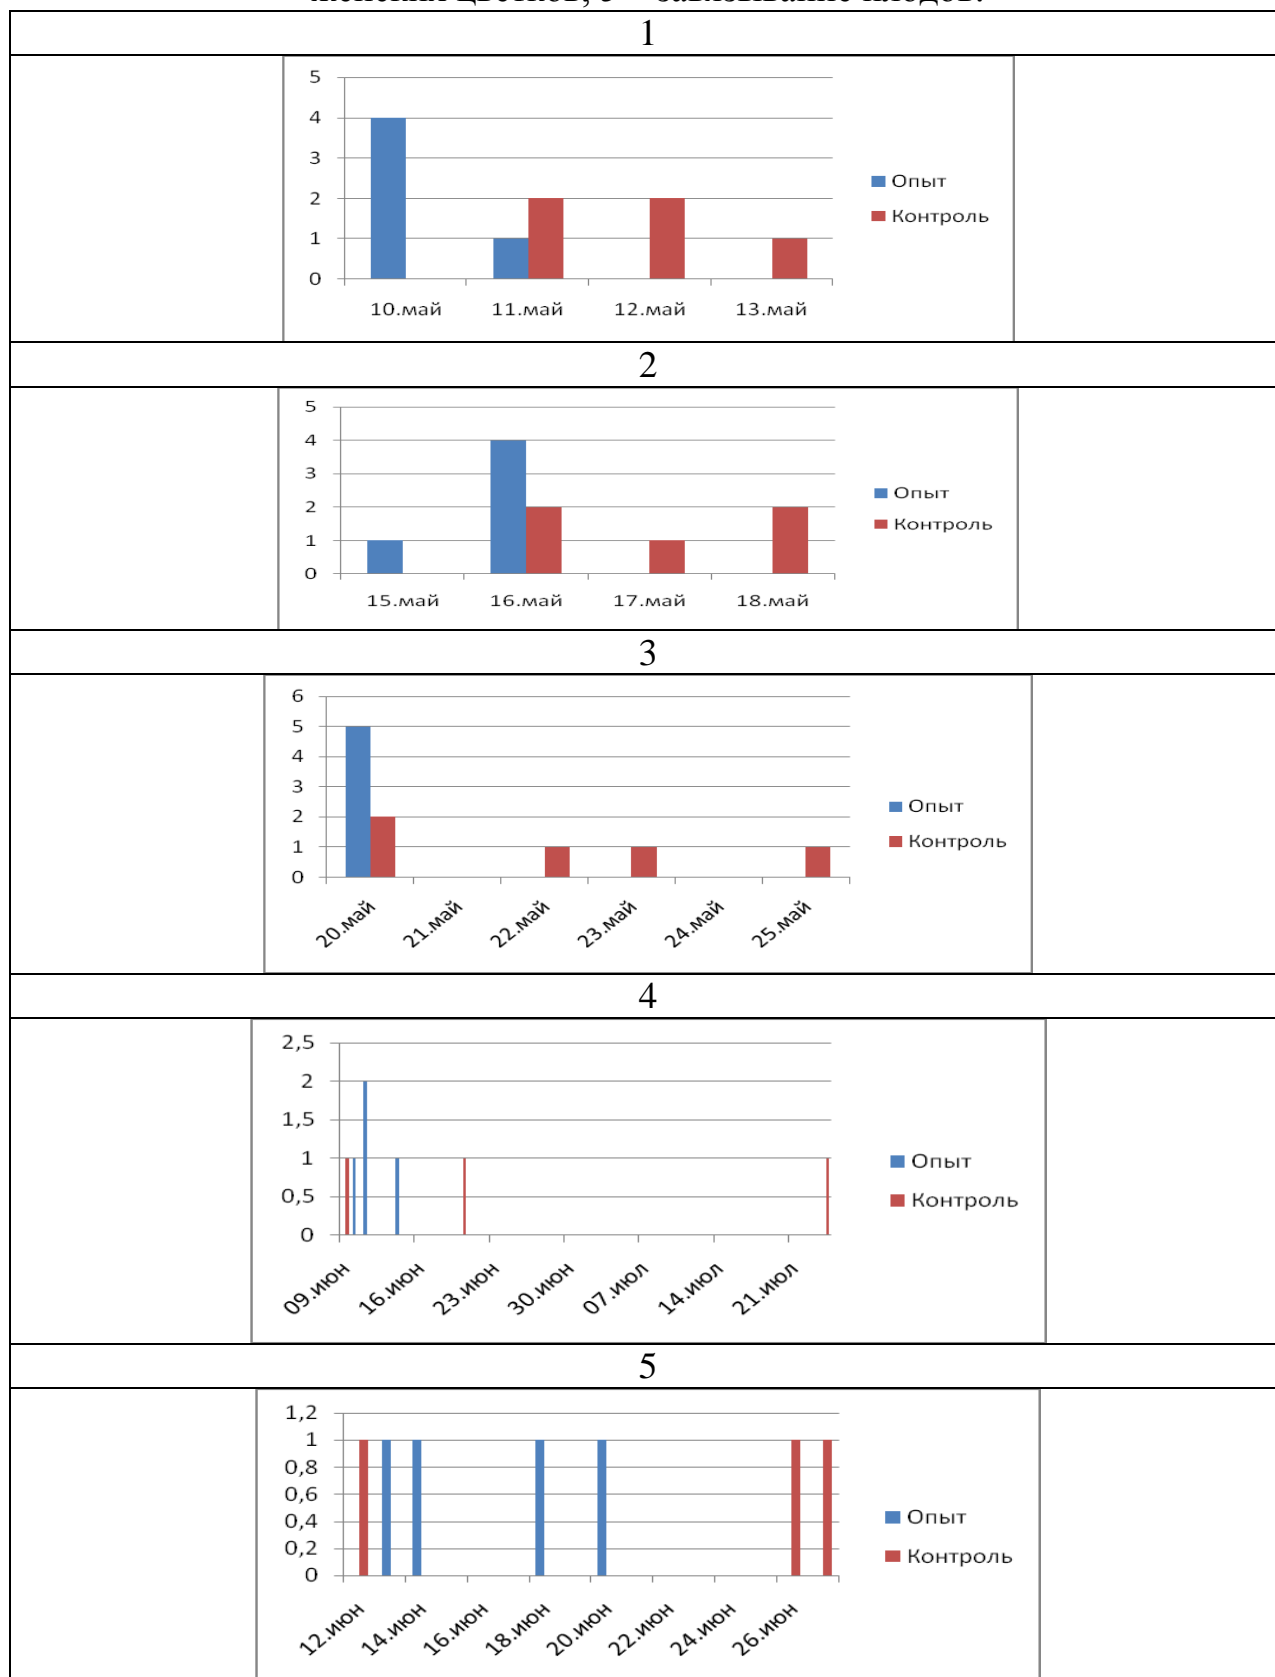 женских цветков, 5 – завязывание плодов.
1
5
4
3
2
1
0
10.май 11.май 12.май 13.май
Опыт
Контроль
2
5
4
3
2
1
0
15.май 16.май 17.май 18.май
Опыт
Контроль
3
6
5
4
3
2
1
0
20.май 21.май 22.май 23.май 24.май 25.май
Опыт
Контроль
4
2,5
2
1,5
1
0,5
0
09.июн 16.июн 23.июн 30.июн 07.июл 14.июл 21.июл
Опыт
Контроль
5
1,2
1
0,8
0,6
0,4
0,2
0
12.июн 14.июн 16.июн 18.июн 20.июн 22.июн 24.июн 26.июн
Опыт
Контроль